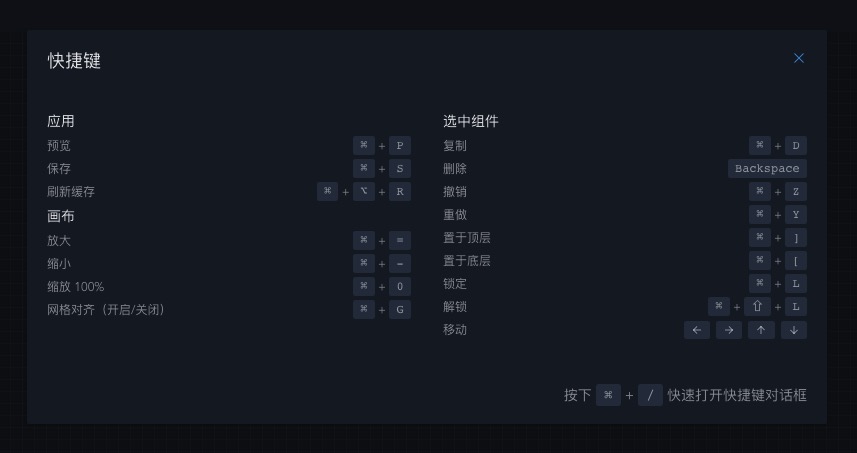 快捷键
应用
预览 ⌘ + P
保存 ⌘ + S
刷新缓存 ⌘ + ⌥ + R
画布
放大 ⌘ + =
缩小 ⌘ + −
缩放 100% ⌘ + 0
网格对齐（开启/关闭） ⌘ + G
选中组件
复制 ⌘ + D
删除 Backspace
撤销 ⌘ + Z
重做 ⌘ + Y
置于顶层 ⌘ + ]
置于底层 ⌘ + [
锁定 ⌘ + L
解锁 ⌘ + ⇧ + L
移动 ← → ↑ ↓
按下 ⌘ + / 快速打开快捷键对话框